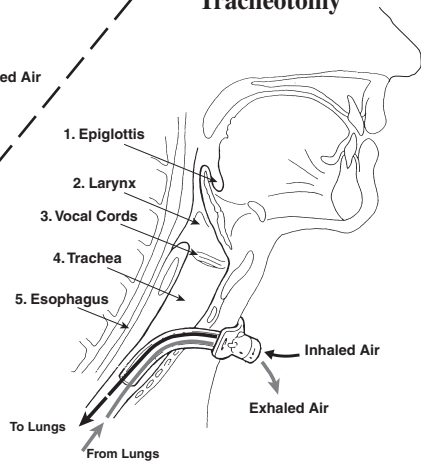 Tracheotomy
ed Air
1. Epiglottis
2. Larynx
3. Vocal Cords
4. Trachea
5. Esophagus
Inhaled Air
Exhaled Air
To Lungs
From Lungs